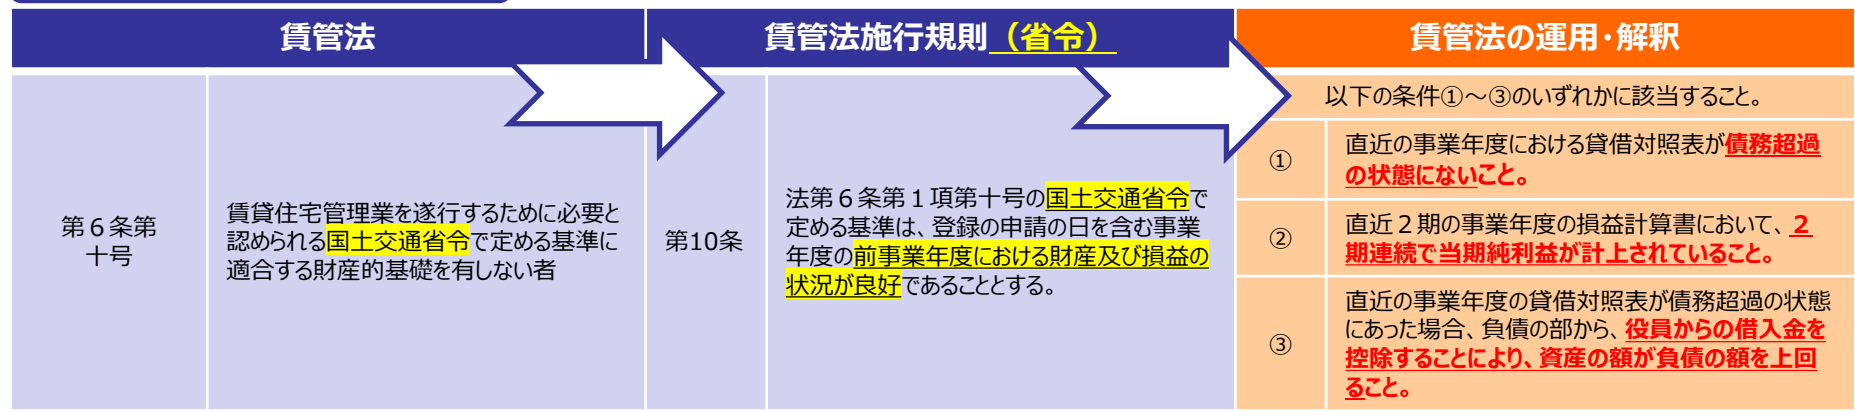 賃管法
賃管法施行規則（省令）
賃管法の運用･解釈
第６条第
十号
賃貸住宅管理業を遂行するために必要と
認められる国土交通省令で定める基準に
適合する財産的基礎を有しない者
第10条
法第６条第１項第十号の国土交通省令で
定める基準は、登録の申請の日を含む事業
年度の前事業年度における財産及び損益の
状況が良好であることとする。
以下の条件①～③のいずれかに該当すること。
①
直近の事業年度における貸借対照表が債務超過
の状態にないこと。
②
直近２期の事業年度の損益計算書において、２
期連続で当期純利益が計上されていること。
③
直近の事業年度の貸借対照表が債務超過の状態
にあった場合、負債の部から、役員からの借入金を
控除することにより、資産の額が負債の額を上回
ること。